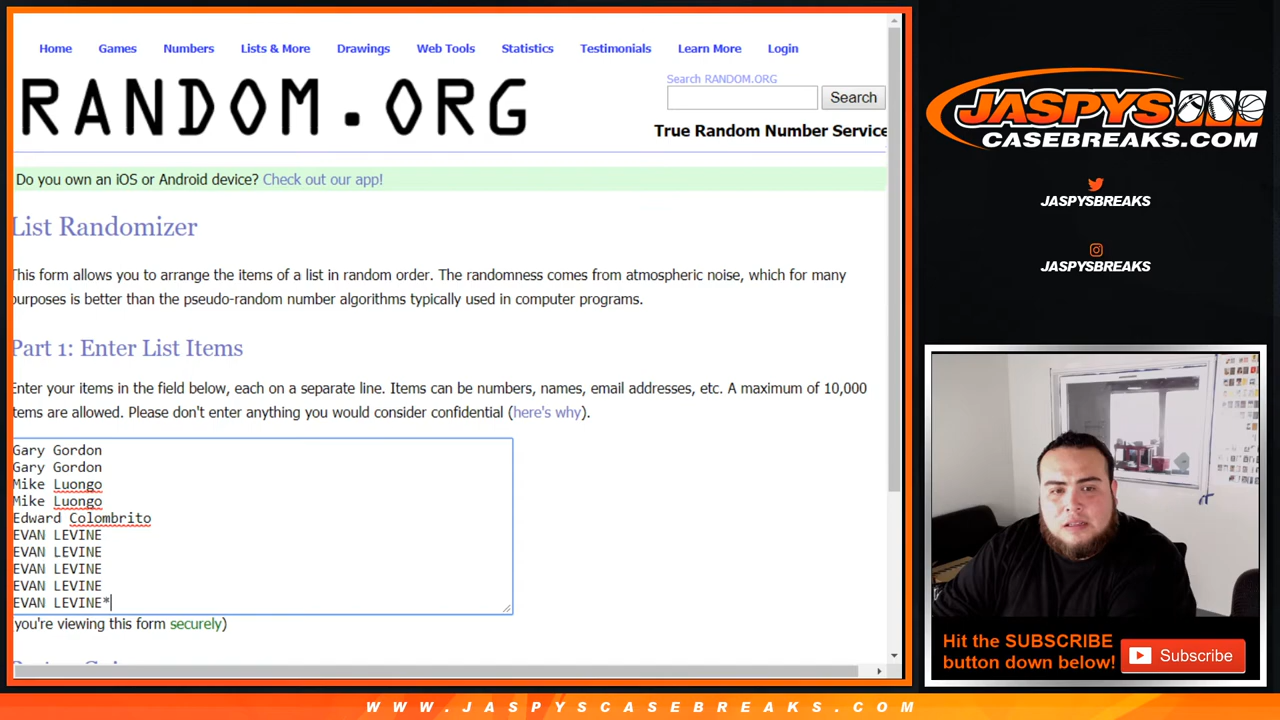 Home Games Numbers Lists & More Drawings Web Tools Statistics Testimonials Learn More Login
RANDOM.ORG
Search RANDOM.ORG
Search
True Random Number Service
Do you own an iOS or Android device? Check out our app!
List Randomizer
This form allows you to arrange the items of a list in random order. The randomness comes from atmospheric noise, which for many
purposes is better than the pseudo-random number algorithms typically used in computer programs.
Part 1: Enter List Items
Enter your items in the field below, each on a separate line. Items can be numbers, names, email addresses, etc. A maximum of 10,000
items are allowed. Please don't enter anything you would consider confidential (here's why).
Gary Gordon
Gary Gordon
Mike Luongo
Mike Luongo
Edward Colombrito
EVAN LEVINE
EVAN LEVINE
EVAN LEVINE
EVAN LEVINE
EVAN LEVINE*
(you're viewing this form securely)
JASPYS
CASEBREAKS.COM
JASPYSBREAKS
JASPYSBREAKS
Hit the SUBSCRIBE
button down below!
Subscribe
WWW.JASPYSCASEBREAKS.COM